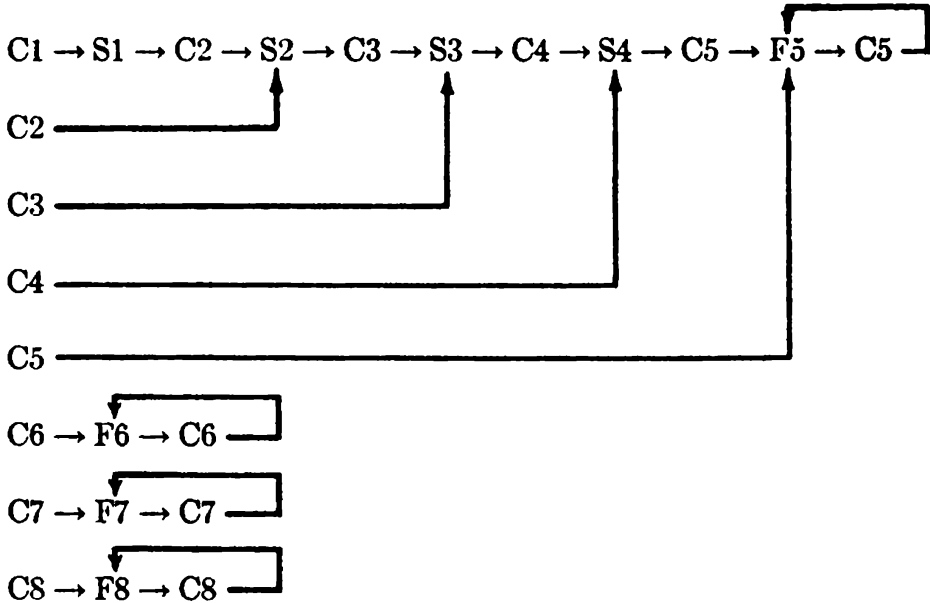 C1 → S1 → C2 → S2 → C3 → S3 → C4 → S4 → C5 → F5 → C5
C2
C3
C4
C5
C6 → F6 → C6
C7 → F7 → C7
C8 → F8 → C8